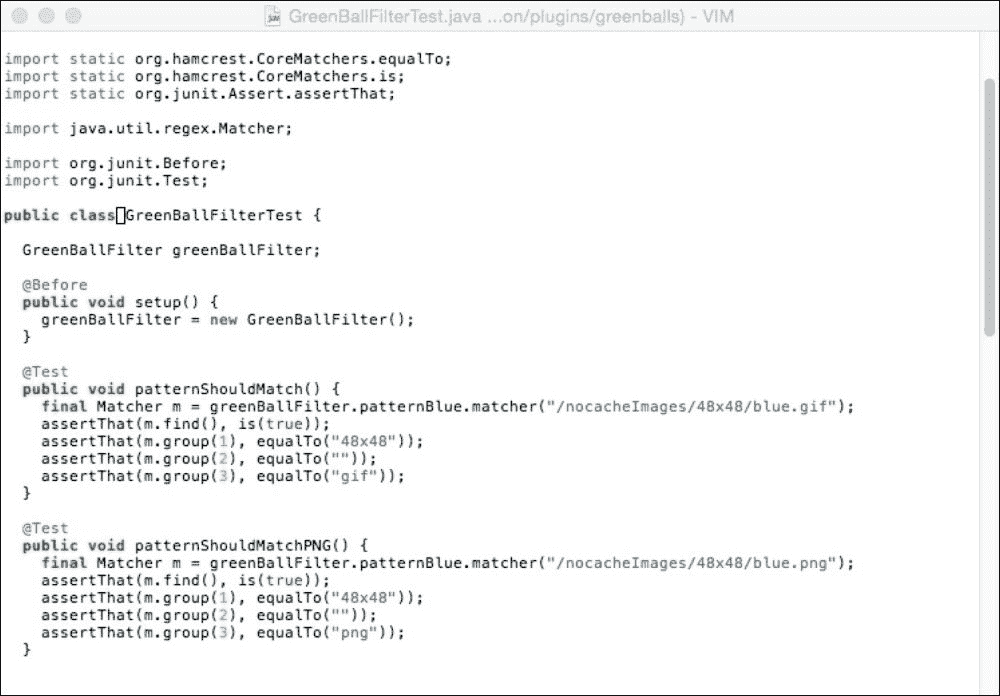 GreenBallFilterTest.java ...on/plugins/greenballs) - VIM
import static org.hamcrest.CoreMatchers.equalTo;
import static org.hamcrest.CoreMatchers.is;
import static org.junit.Assert.assertThat;
import java.util.regex.Matcher;
import org.junit.Before;
import org.junit.Test;
public class GreenBallFilterTest {
GreenBallFilter greenBallFilter;
@Before
public void setup() {
greenBallFilter = new GreenBallFilter();
}
@Test
public void patternShouldMatch() {
final Matcher m = greenBallFilter.patternBlue.matcher("/nocacheImages/48x48/blue.gif");
assertThat(m.find(), is(true));
assertThat(m.group(1), equalTo("48x48"));
assertThat(m.group(2), equalTo(""));
assertThat(m.group(3), equalTo("gif"));
}
@Test
public void patternShouldMatchPNG() {
final Matcher m = greenBallFilter.patternBlue.matcher("/nocacheImages/48x48/blue.png");
assertThat(m.find(), is(true));
assertThat(m.group(1), equalTo("48x48"));
assertThat(m.group(2), equalTo(""));
assertThat(m.group(3), equalTo("png"));
}